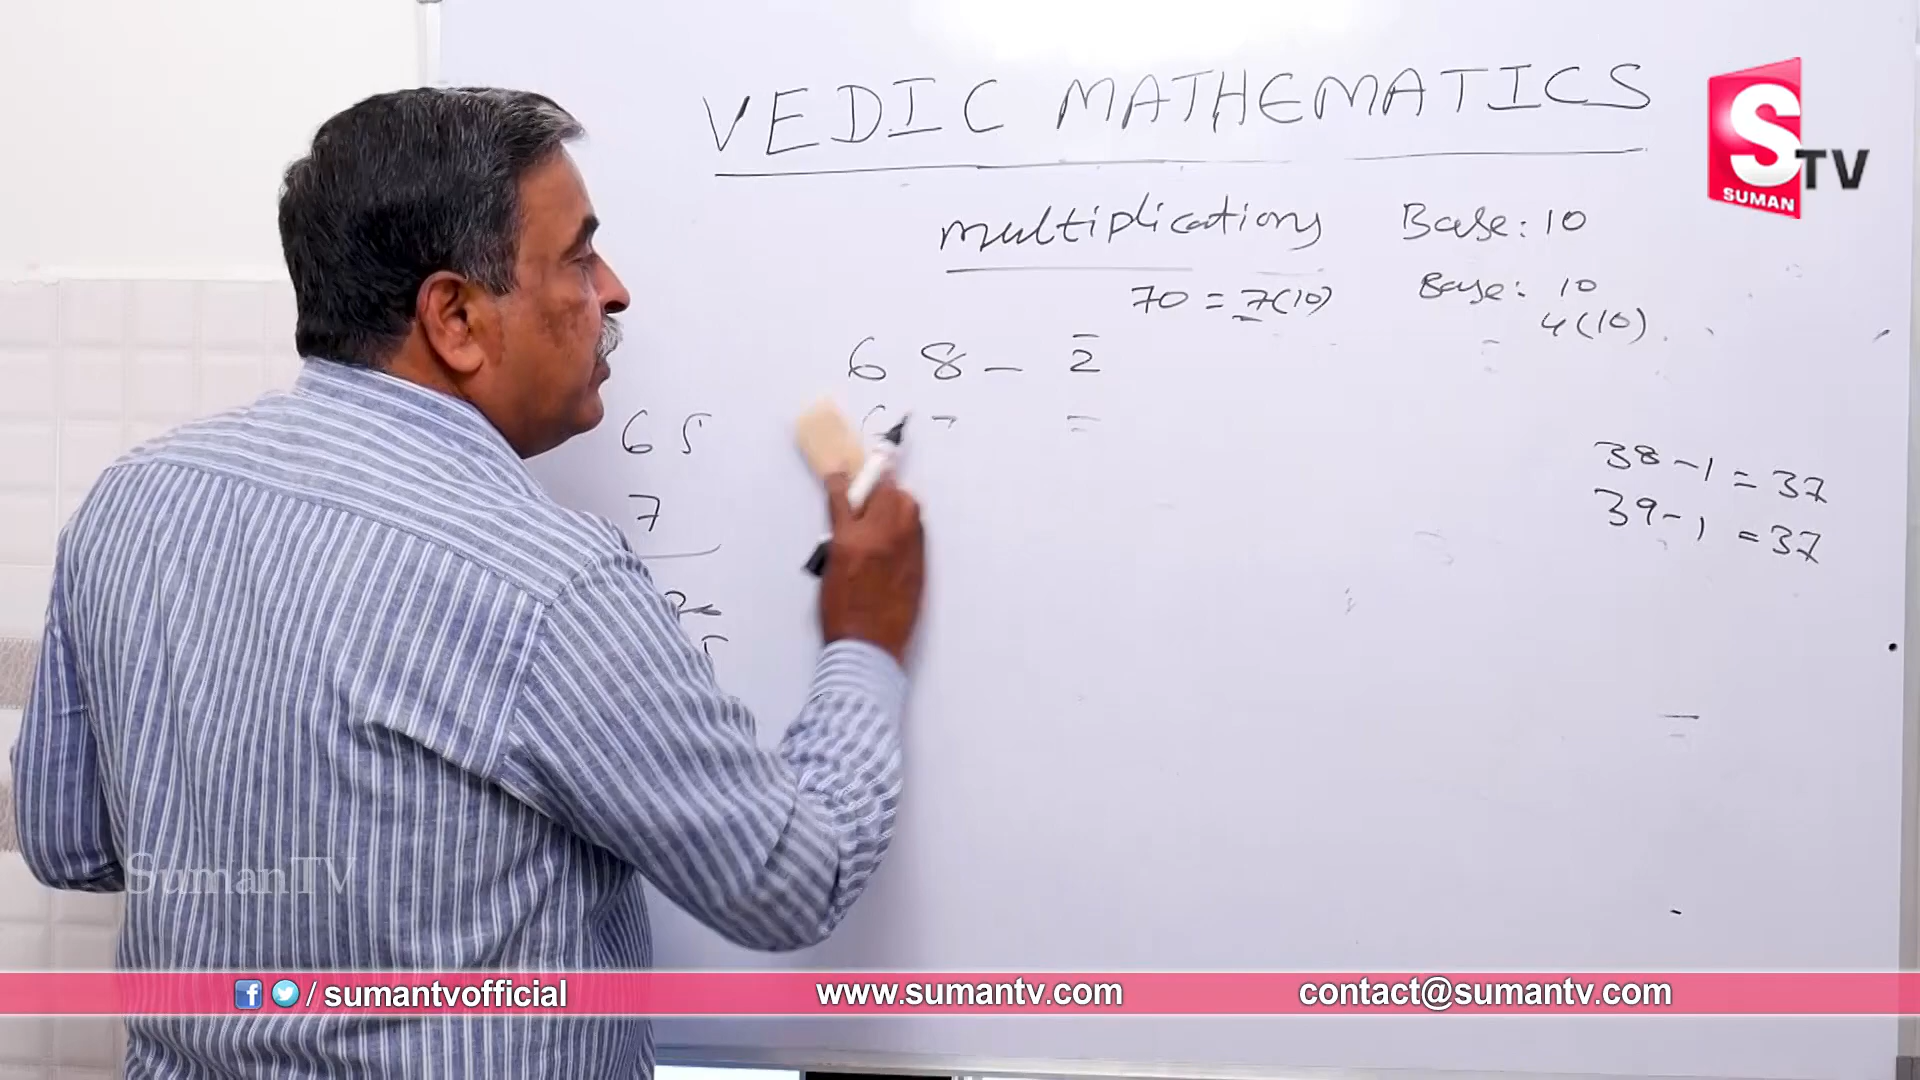 VEDIC MATHEMATICS
S TV
SUMAN
multiplications
Base: 10
70 = 7(10)
Base: 10
4(10)
68 - 2̄
65
7
38 - 1 = 37
39 - 1 = 37
SumanTV
/ sumantvofficial
www.sumantv.com
contact@sumantv.com